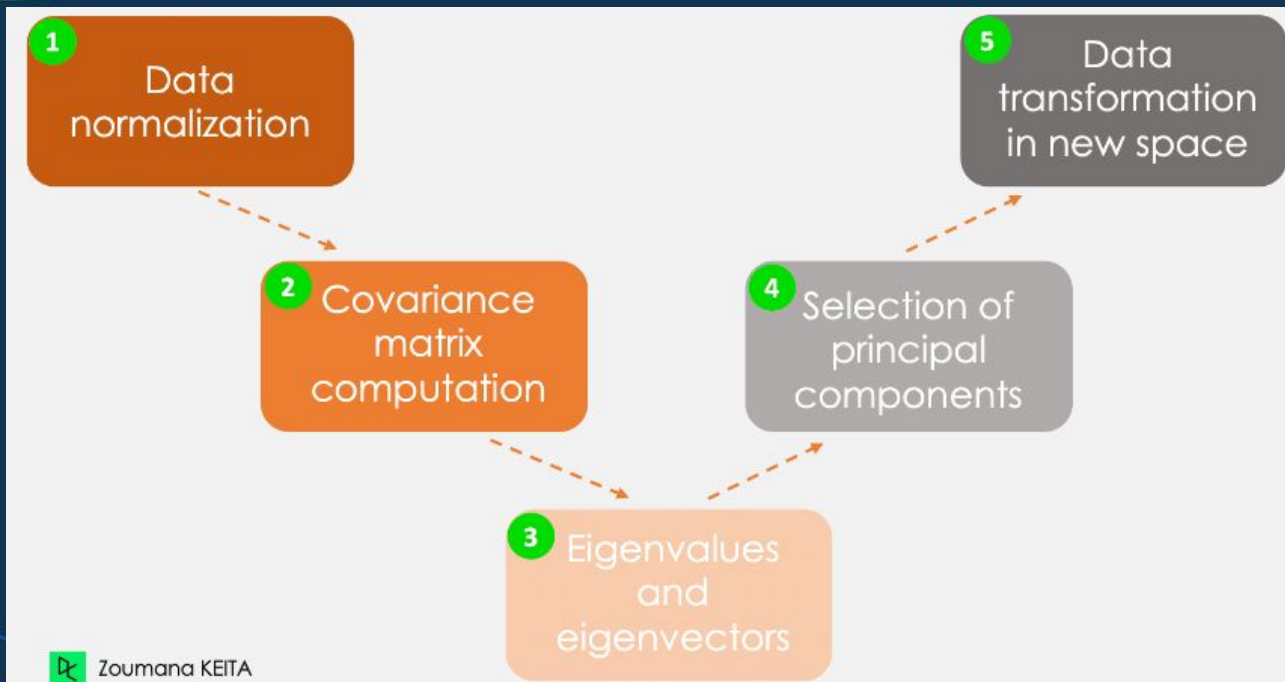 1
Data
normalization
2
Covariance
matrix
computation
3
Eigenvalues
and
eigenvectors
4
Selection of
principal
components
5
Data
transformation
in new space
Zoumana KEITA